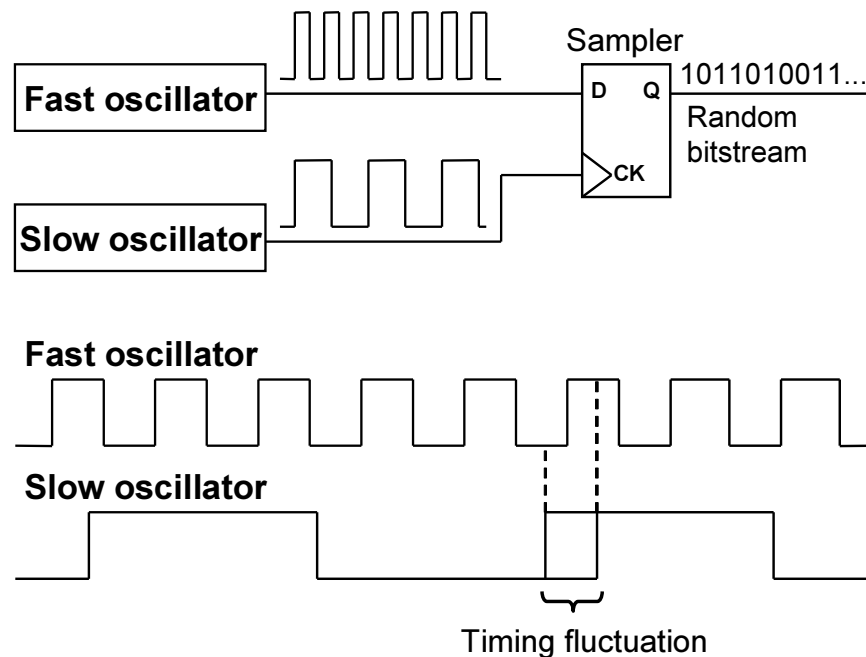 Sampler
1011010011...
Fast oscillator
D Q
Random
bitstream
CK
Slow oscillator
Fast oscillator
Slow oscillator
Timing fluctuation